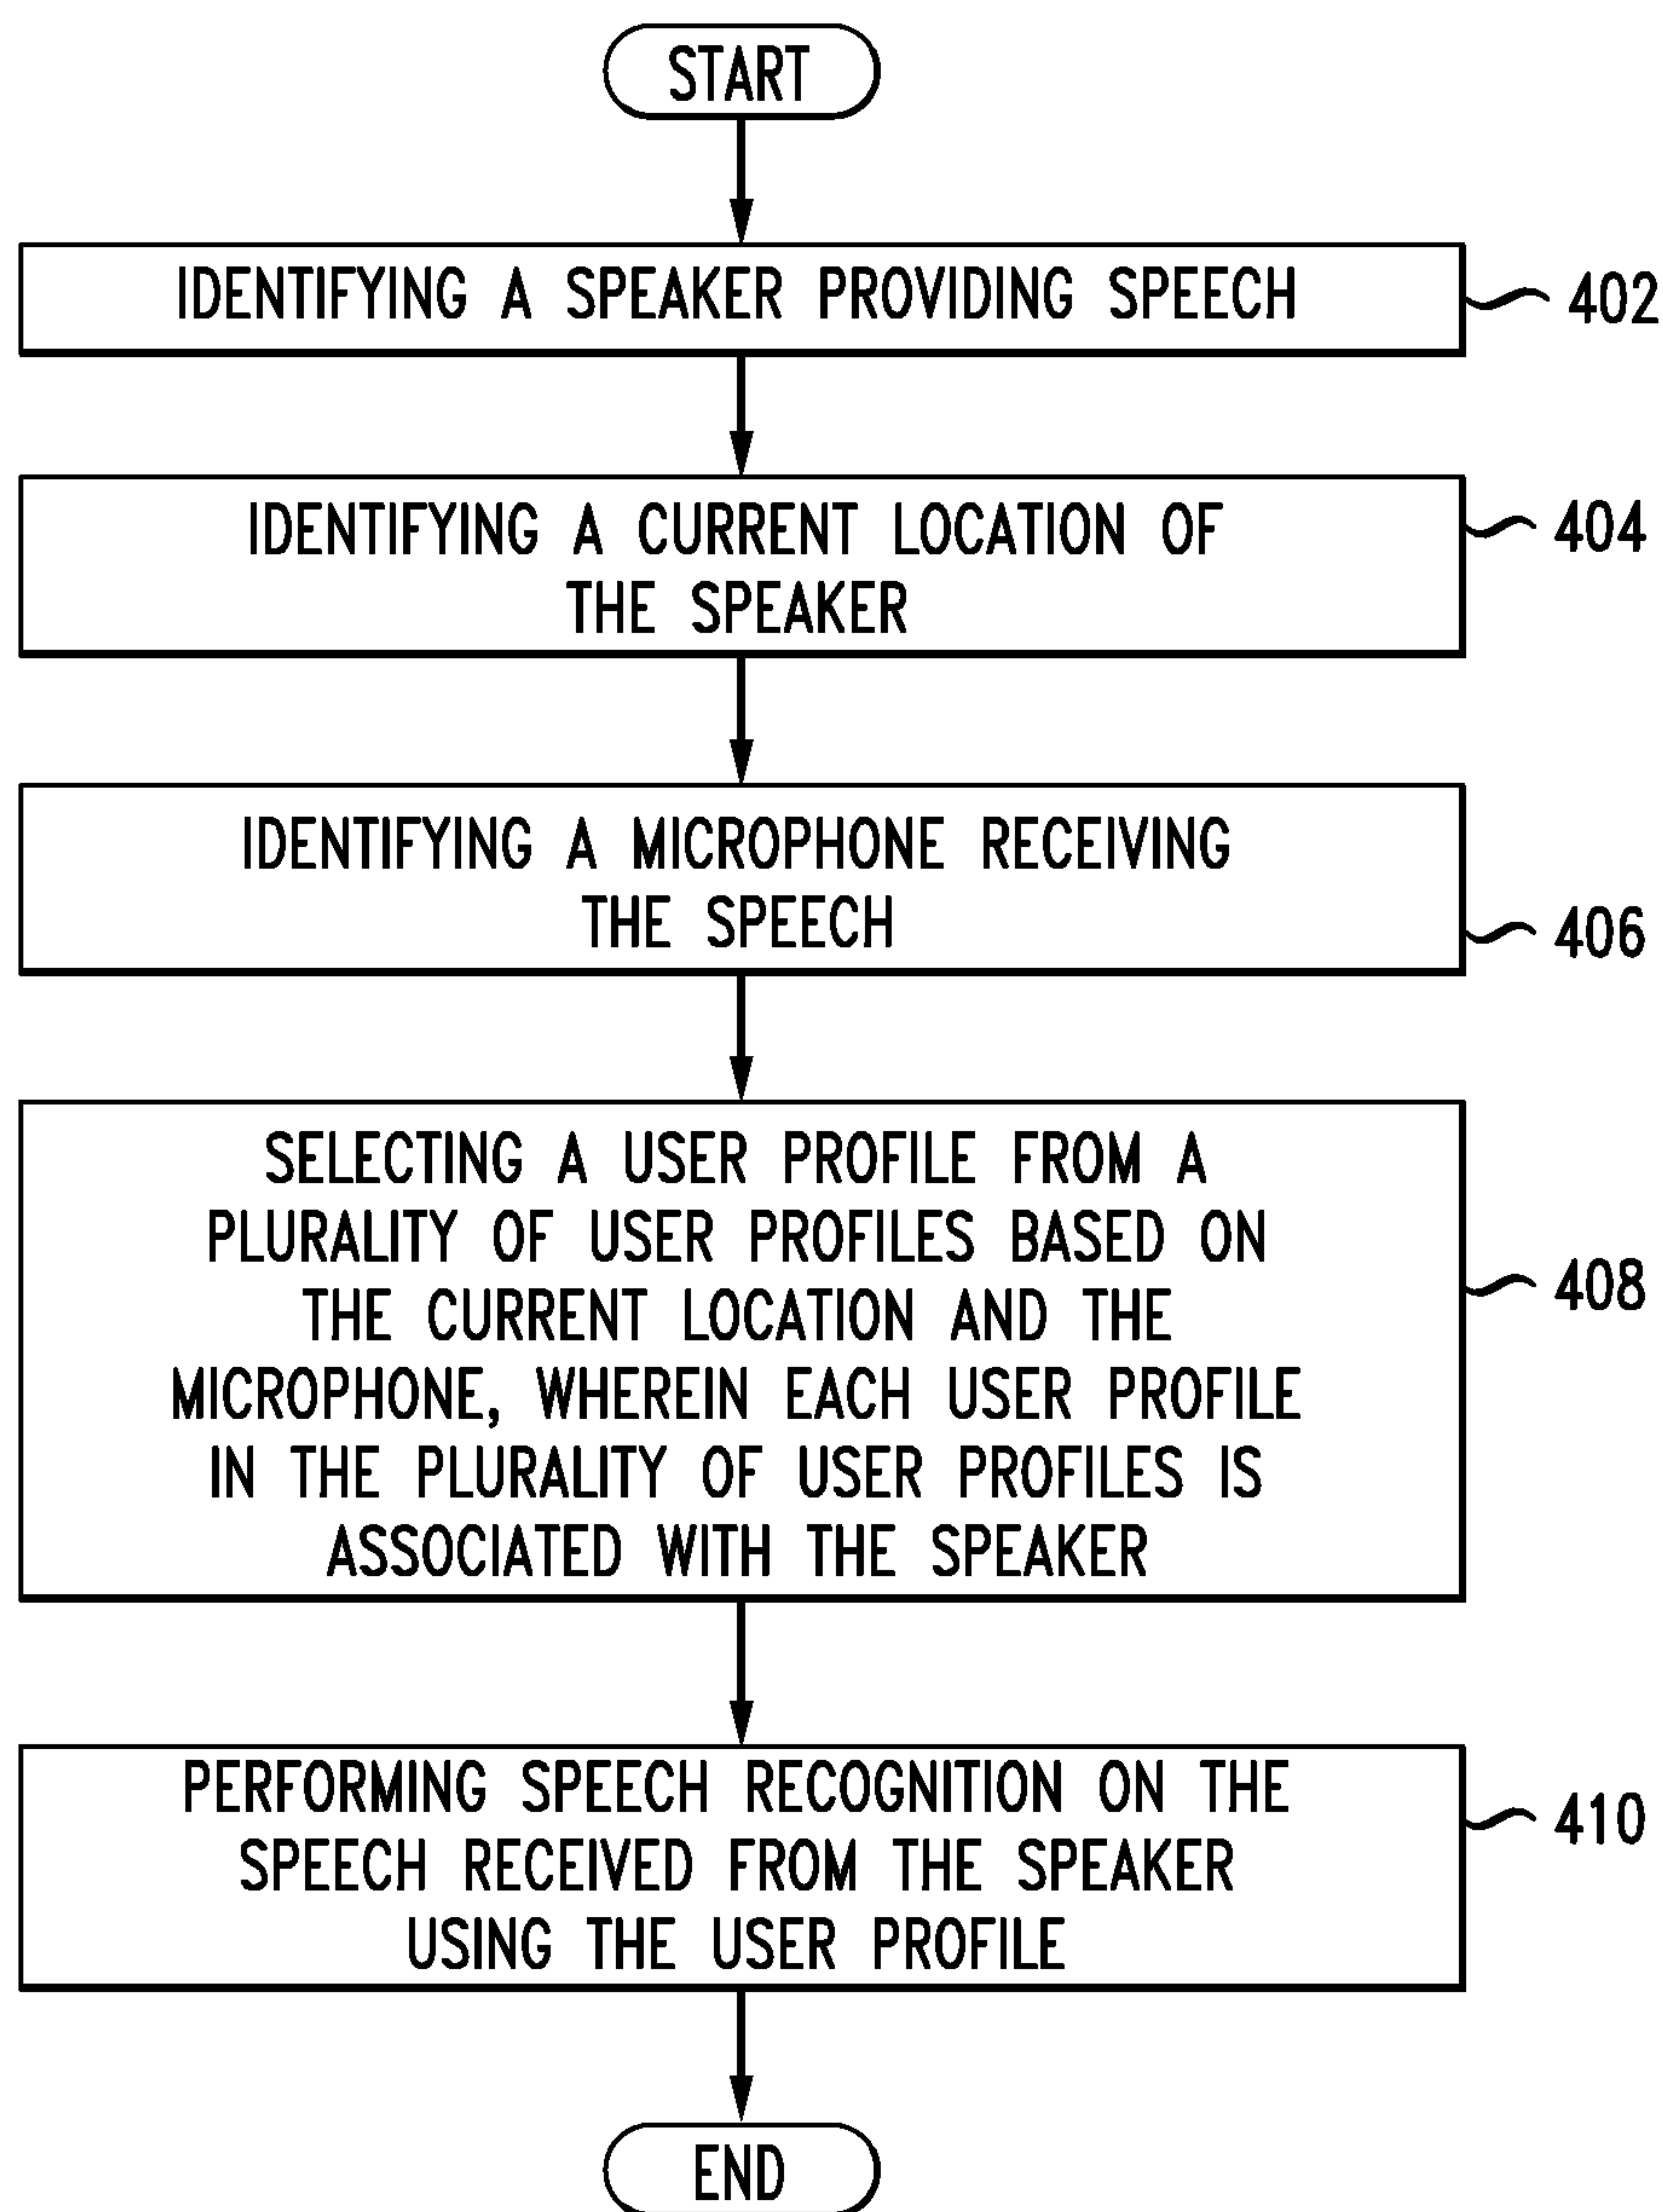 START
IDENTIFYING A SPEAKER PROVIDING SPEECH
402
IDENTIFYING A CURRENT LOCATION OF
THE SPEAKER
404
IDENTIFYING A MICROPHONE RECEIVING
THE SPEECH
406
SELECTING A USER PROFILE FROM A
PLURALITY OF USER PROFILES BASED ON
THE CURRENT LOCATION AND THE
MICROPHONE, WHEREIN EACH USER PROFILE
IN THE PLURALITY OF USER PROFILES IS
ASSOCIATED WITH THE SPEAKER
408
PERFORMING SPEECH RECOGNITION ON THE
SPEECH RECEIVED FROM THE SPEAKER
USING THE USER PROFILE
410
END